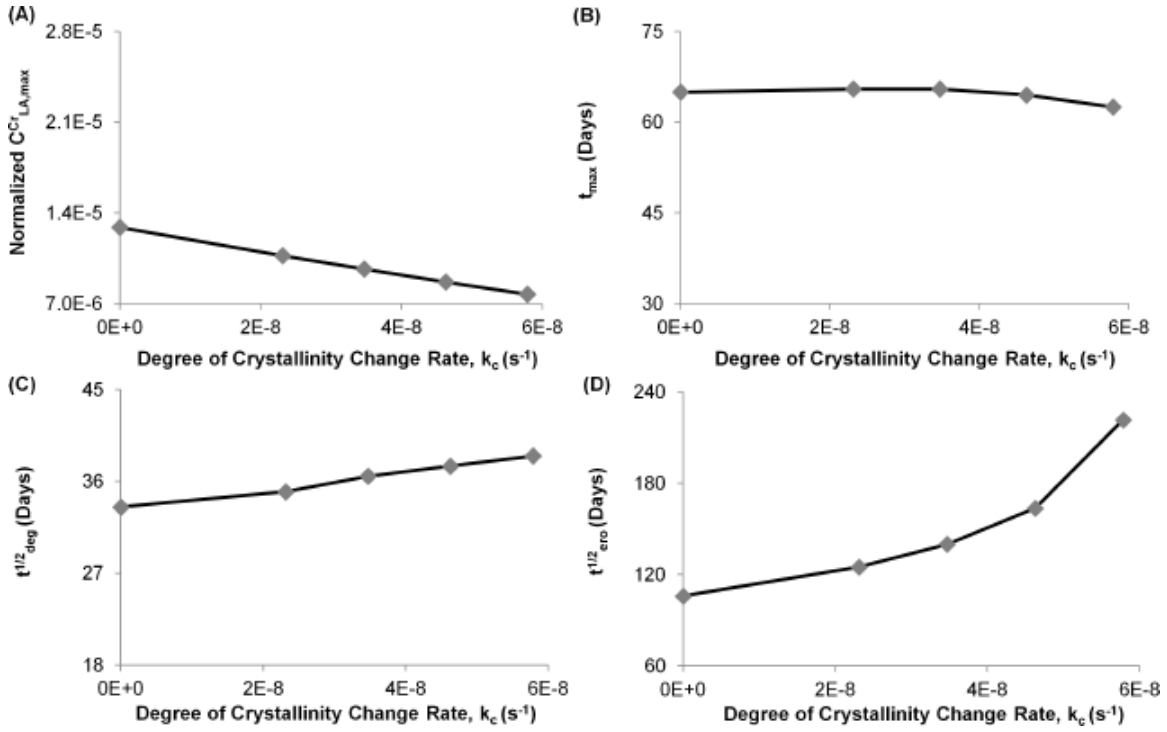 (A)
Normalized C^Cr_LA,max
2.8E-5
2.1E-5
1.4E-5
7.0E-6
0E+0 2E-8 4E-8 6E-8
Degree of Crystallinity Change Rate, k_c (s^-1)
(B)
t_max (Days)
75
60
45
30
0E+0 2E-8 4E-8 6E-8
Degree of Crystallinity Change Rate, k_c (s^-1)
(C)
t^1/2_deg (Days)
45
36
27
18
0E+0 2E-8 4E-8 6E-8
Degree of Crystallinity Change Rate, k_c (s^-1)
(D)
t^1/2_ero (Days)
240
180
120
60
0E+0 2E-8 4E-8 6E-8
Degree of Crystallinity Change Rate, k_c (s^-1)